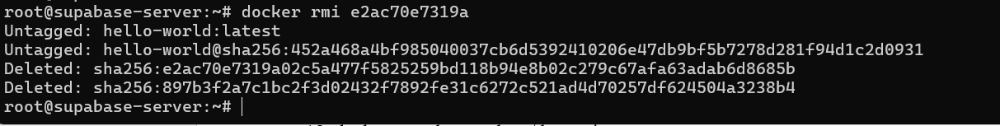 root@supabase-server:~# docker rmi e2ac70e7319a
Untagged: hello-world:latest
Untagged: hello-world@sha256:452a468a4bf985040037cb6d5392410206e47db9bf5b7278d281f94d1c2d0931
Deleted: sha256:e2ac70e7319a02c5a477f5825259bd118b94e8b02c279c67afa63adab6d8685b
Deleted: sha256:897b3f2a7c1bc2f3d02432f7892fe31c6272c521ad4d70257df624504a3238b4
root@supabase-server:~#